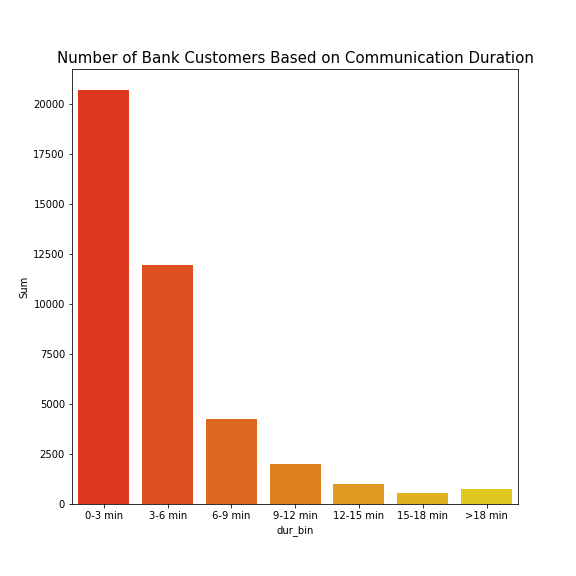 Number of Bank Customers Based on Communication Duration
20000
17500
15000
12500
10000
7500
5000
2500
0
Sum
0-3 min 3-6 min 6-9 min 9-12 min 12-15 min 15-18 min >18 min
dur_bin